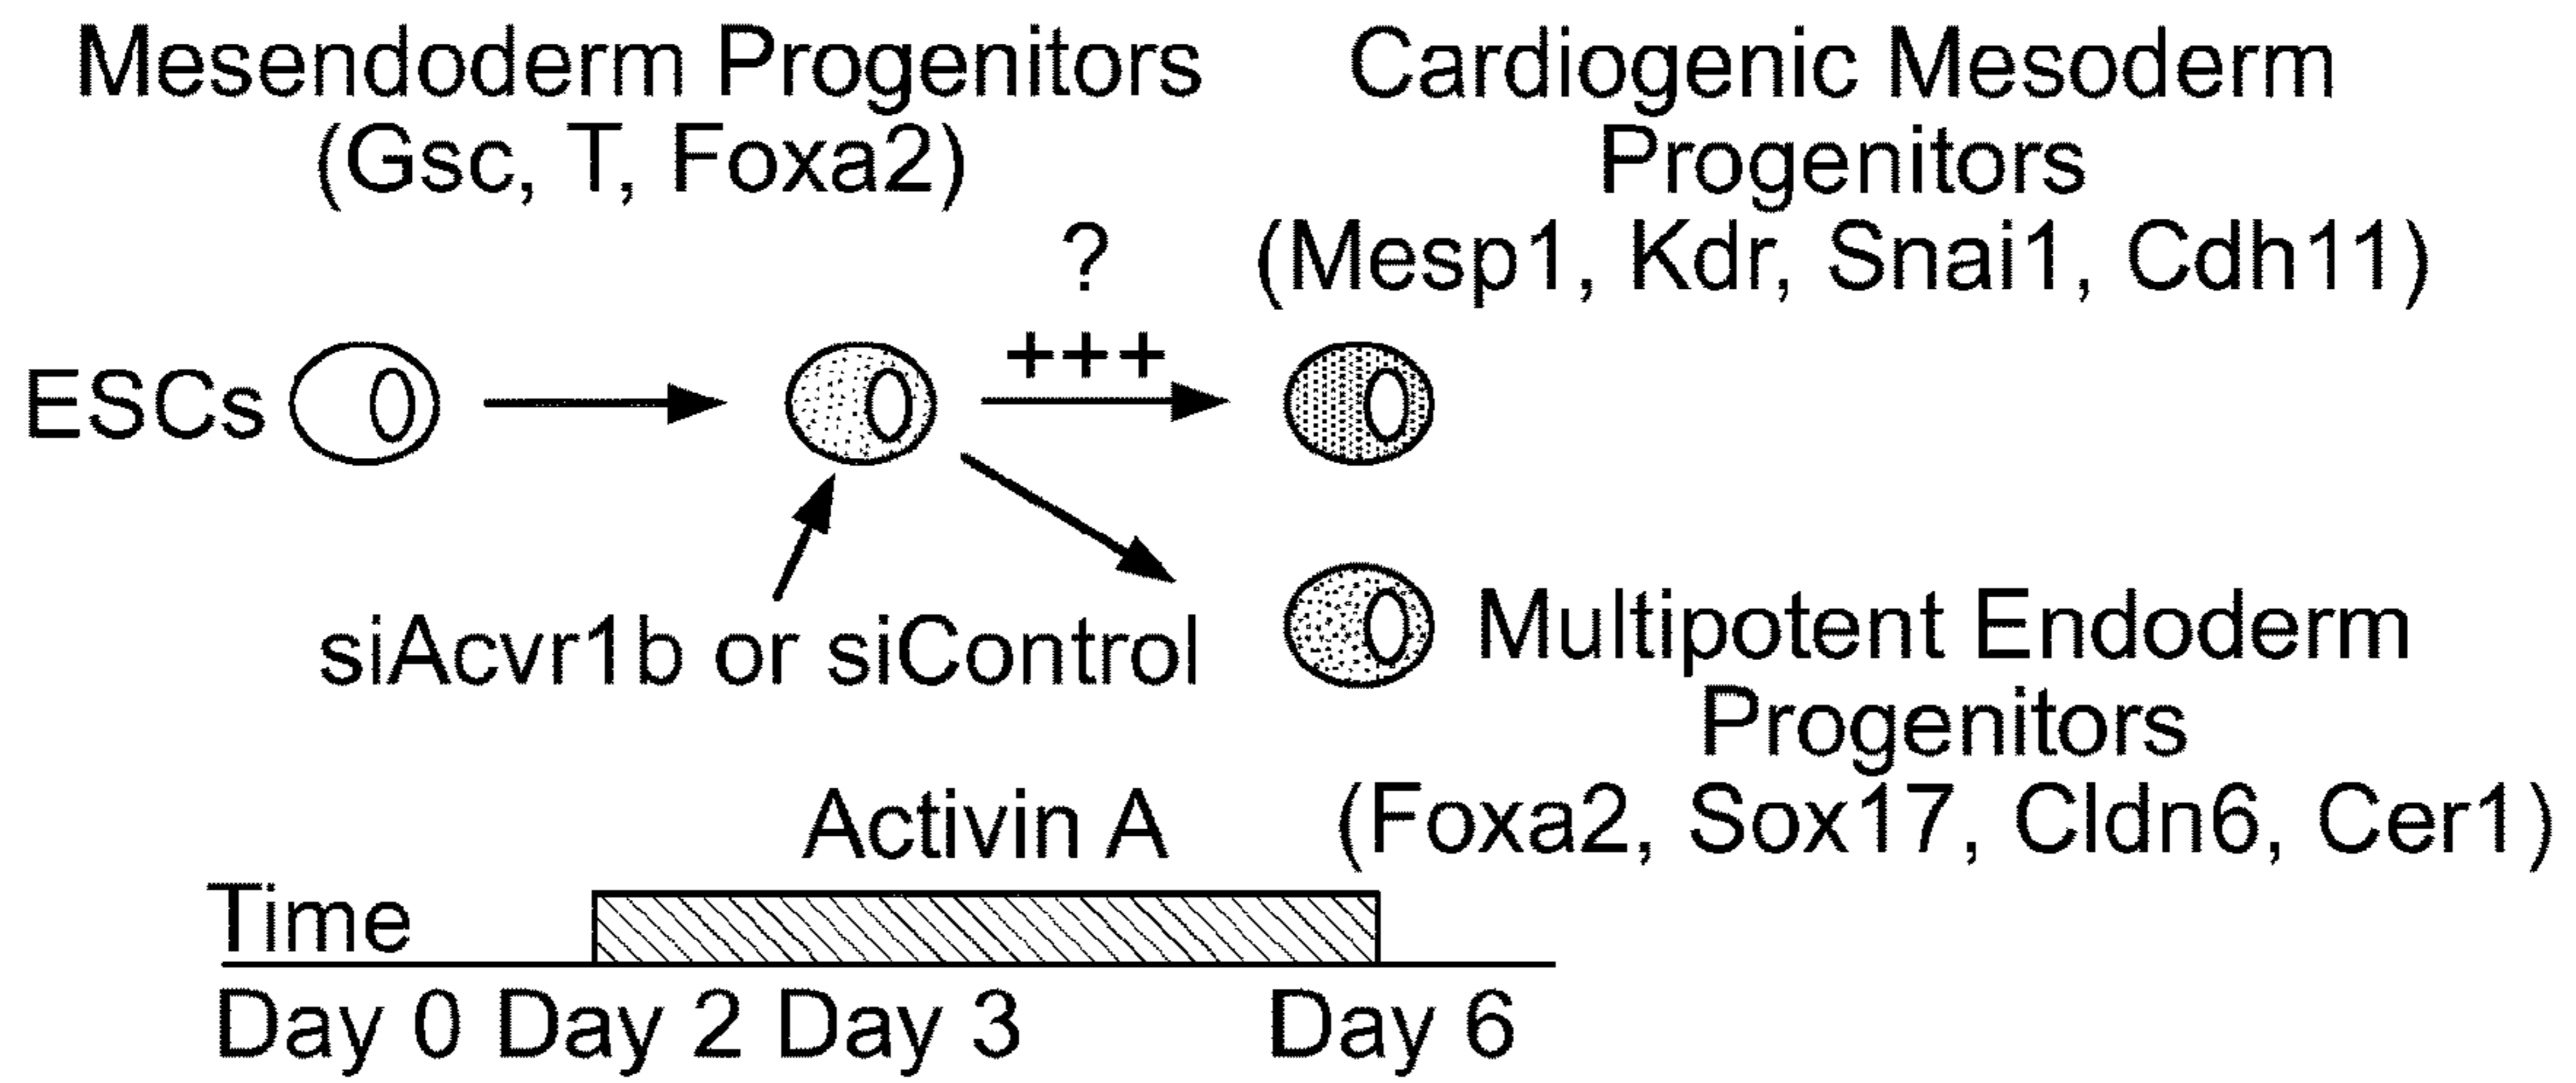 Mesendoderm Progenitors
(Gsc, T, Foxa2)
Cardiogenic Mesoderm
Progenitors
(Mesp1, Kdr, Snai1, Cdh11)
?
+++
ESCs
siAcvr1b or siControl
Multipotent Endoderm
Progenitors
(Foxa2, Sox17, Cldn6, Cer1)
Activin A
Time
Day 0 Day 2 Day 3 Day 6